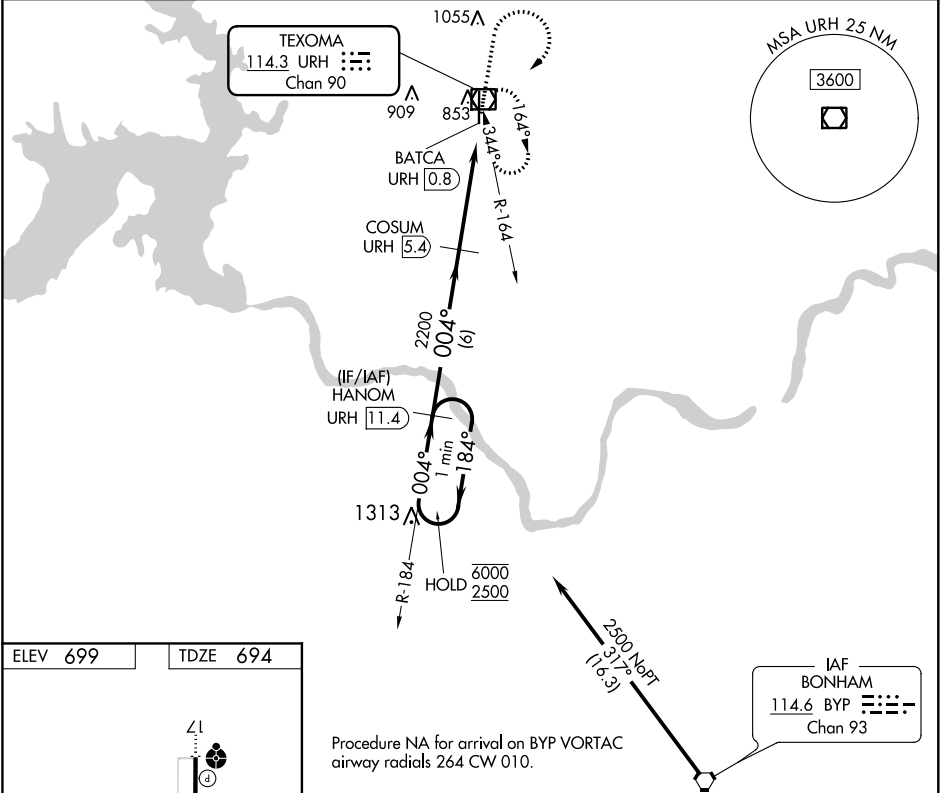 1055
TEXOMA
114.3 URH
Chan 90
MSA URH 25 NM
3600
909
853
164°
344°
BATCA
URH 0.8
R-164
COSUM
URH 5.4
2200
004°
(6)
(IF/IAF)
HANOM
URH 11.4
004°
1 min
184°
1313
R-184
HOLD 6000
2500
2500 NoPT
317°
(16.3)
IAF
BONHAM
114.6 BYP
Chan 93
ELEV 699
TDZE 694
17
P
Procedure NA for arrival on BYP VORTAC
airway radials 264 CW 010.